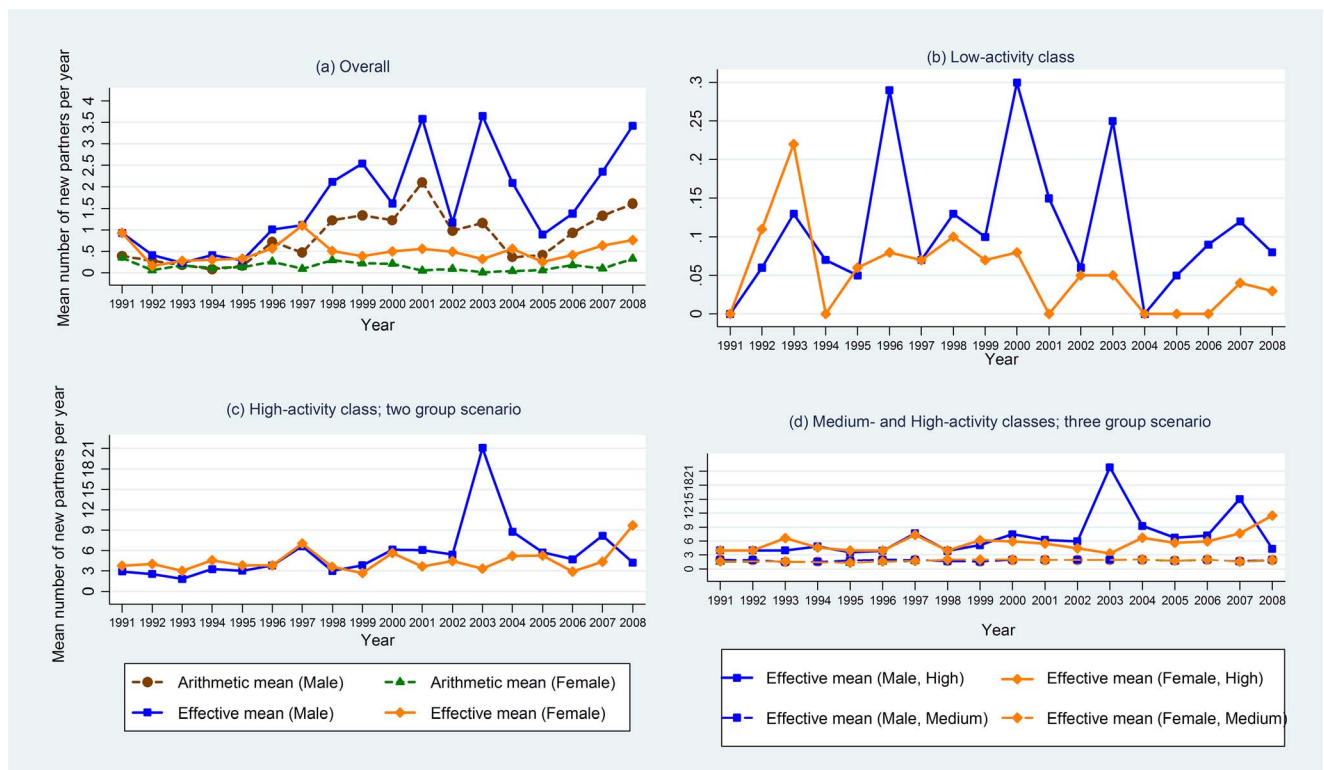 (a) Overall
Mean number of new partners per year
4
3.5
3
2.5
2
1.5
1
.5
0
1991 1992 1993 1994 1995 1996 1997 1998 1999 2000 2001 2002 2003 2004 2005 2006 2007 2008
Year
(b) Low-activity class
.3
.25
.2
.15
.1
.05
0
1991 1992 1993 1994 1995 1996 1997 1998 1999 2000 2001 2002 2003 2004 2005 2006 2007 2008
Year
(c) High-activity class; two group scenario
Mean number of new partners per year
21
18
15
12
9
6
3
0
1991 1992 1993 1994 1995 1996 1997 1998 1999 2000 2001 2002 2003 2004 2005 2006 2007 2008
Year
Arithmetic mean (Male) Arithmetic mean (Female)
Effective mean (Male) Effective mean (Female)
(d) Medium- and High-activity classes; three group scenario
21
18
15
12
9
6
3
0
1991 1992 1993 1994 1995 1996 1997 1998 1999 2000 2001 2002 2003 2004 2005 2006 2007 2008
Year
Effective mean (Male, High) Effective mean (Female, High)
Effective mean (Male, Medium) Effective mean (Female, Medium)